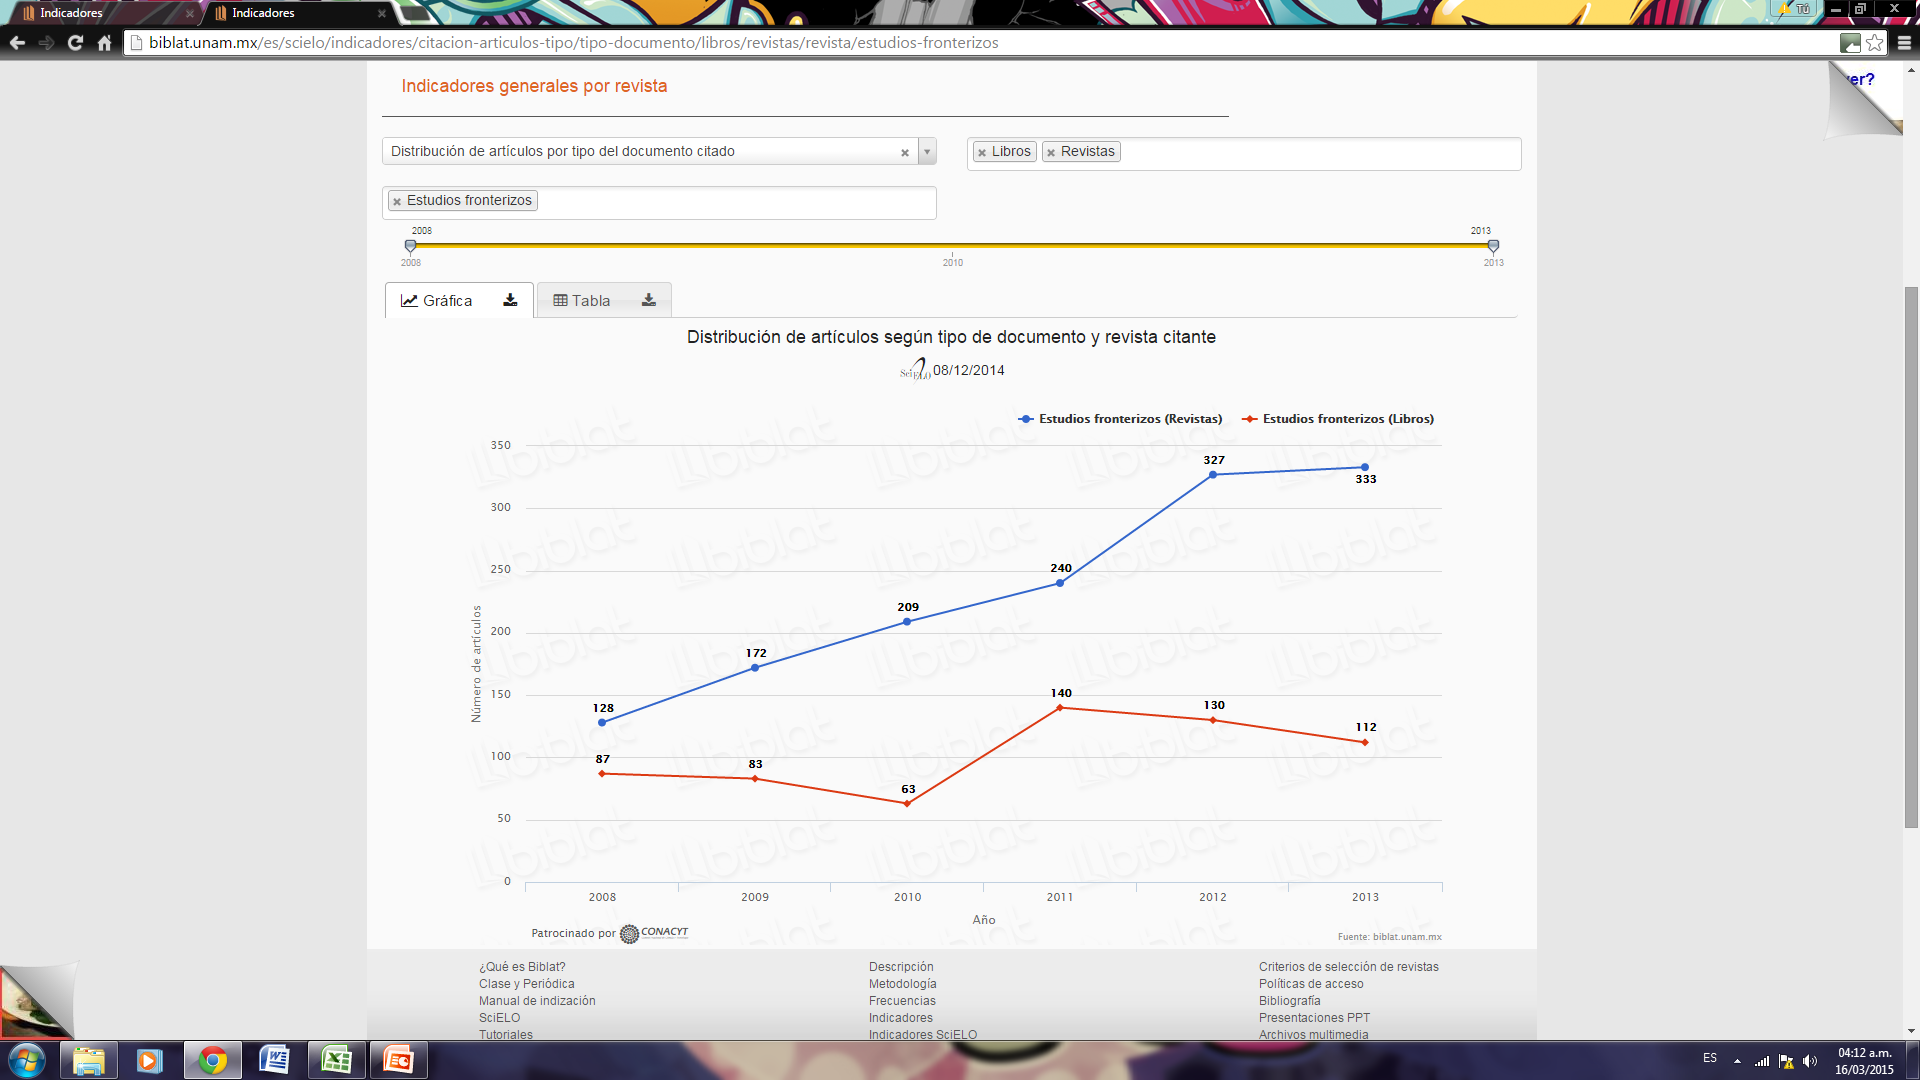 Indicadores
Indicadores
Tú
biblat.unam.mx/es/scielo/indicadores/citacion-articulos-tipo/tipo-documento/libros/revistas/revista/estudios-fronterizos
ver?
Indicadores generales por revista
Distribución de artículos por tipo del documento citado
Libros Revistas
Estudios fronterizos
2008 2013
2008 2010 2013
Gráfica Tabla
Distribución de artículos según tipo de documento y revista citante
SciELO 08/12/2014
Estudios fronterizos (Revistas) Estudios fronterizos (Libros)
350
300
250
200
150
100
50
0
Número de artículos
128
172
209
240
327
333
87
83
63
140
130
112
2008 2009 2010 2011 2012 2013
Año
Patrocinado por CONACYT
Fuente: biblat.unam.mx
biblat
¿Qué es Biblat? Descripción Criterios de selección de revistas
Clase y Periódica Metodología Políticas de acceso
Manual de indización Frecuencias Bibliografía
SciELO Indicadores Presentaciones PPT
Tutoriales Indicadores SciELO Archivos multimedia
ES
04:12 a.m.
16/03/2015